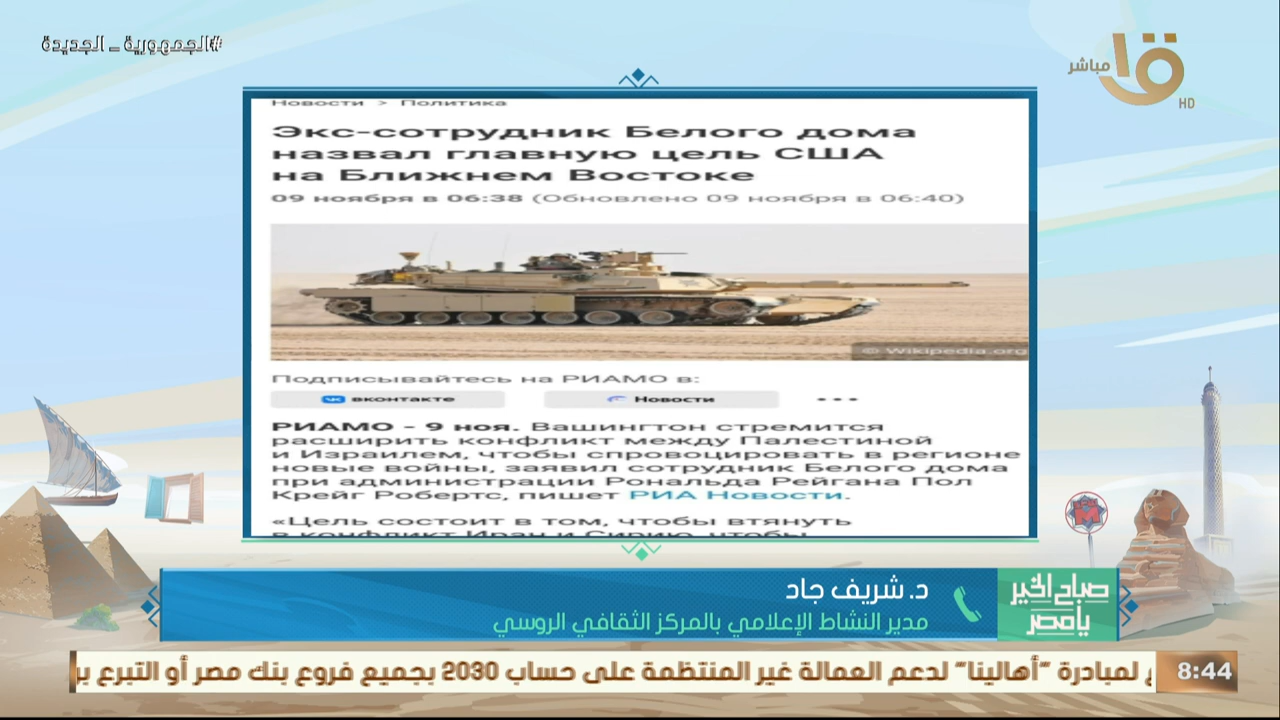 #الجمهورية_الجديدة
مباشر
HD
Новости > Политика
Экс-сотрудник Белого дома
назвал главную цель США
на Ближнем Востоке
09 ноября в 06:38 (Обновлено 09 ноября в 06:40)
© Wikipedia.org
Подписывайтесь на РИАМО в:
вконтакте
Новости
РИАМО - 9 ноя. Вашингтон стремится
расширить конфликт между Палестиной
и Израилем, чтобы спровоцировать в регионе
новые войны, заявил сотрудник Белого дома
при администрации Рональда Рейгана Пол
Крейг Робертс, пишет РИА Новости.
«Цель состоит в том, чтобы втянуть
в конфликт Иран и Сирию, чтобы
صباح الخير
يا مصر
د. شريف جاد
مدير النشاط الإعلامي بالمركز الثقافي الروسي
8:44
لمبادرة “أهالينا” لدعم العمالة غير المنتظمة على حساب 2030 بجميع فروع بنك مصر أو التبرع